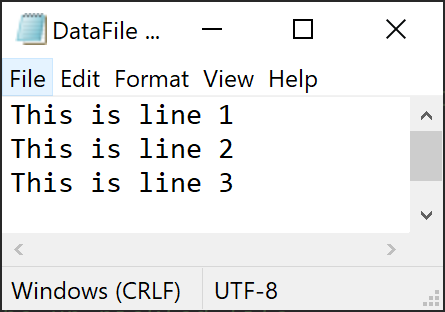 DataFile ...
File Edit Format View Help
This is line 1
This is line 2
This is line 3
Windows (CRLF) UTF-8